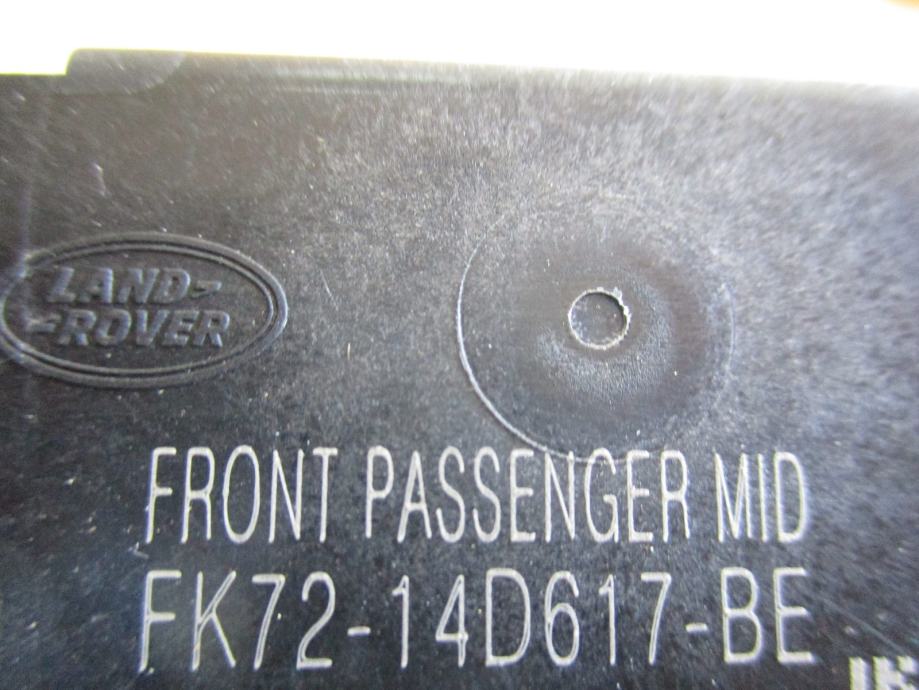 LAND-
-ROVER
FRONT PASSENGER MID
FK72-14D617-BE